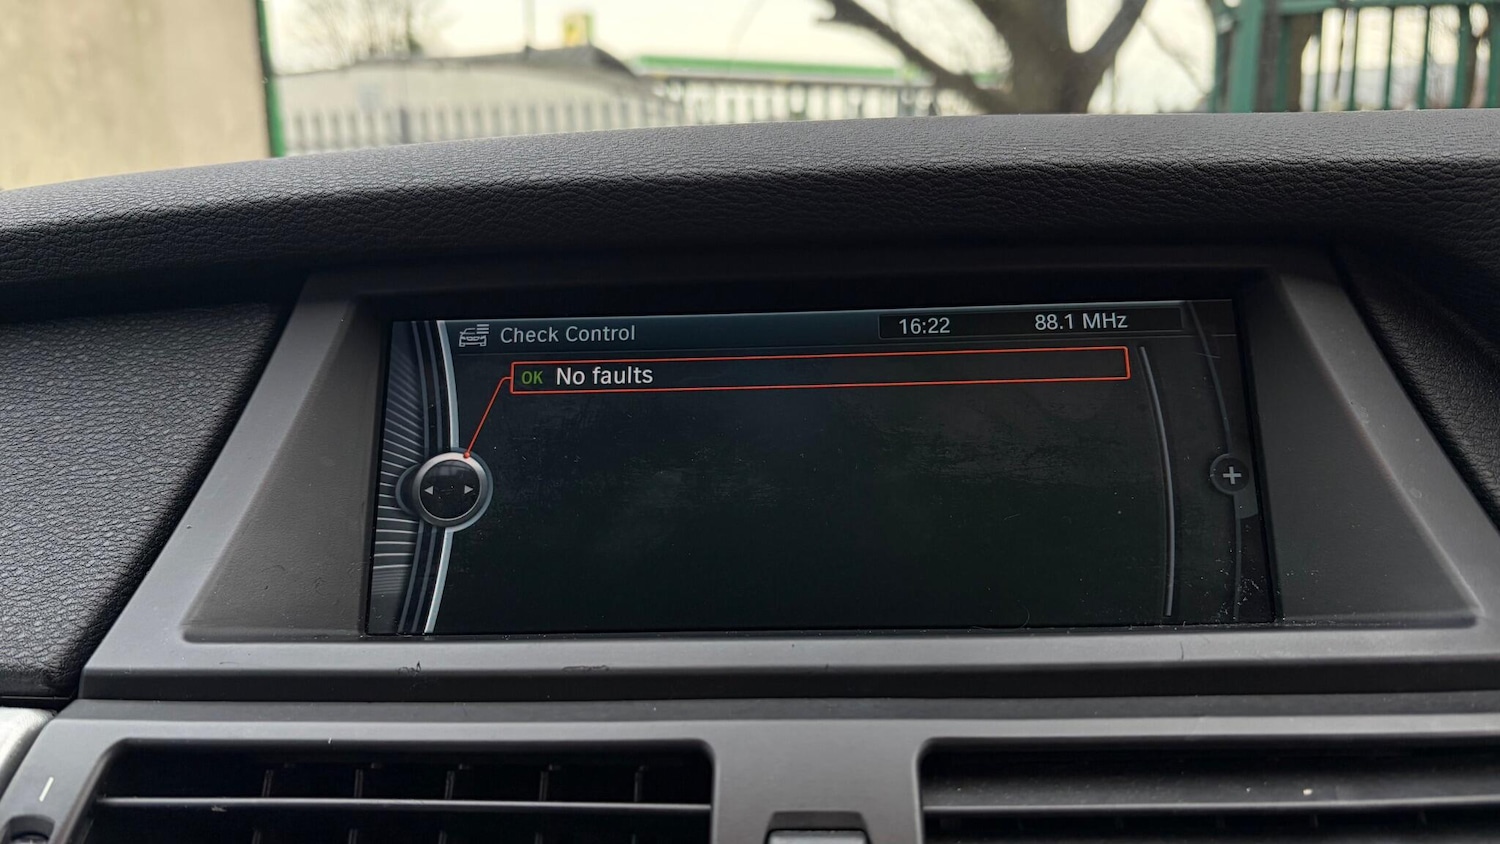 Check Control
16:22
88.1 MHz
OK No faults